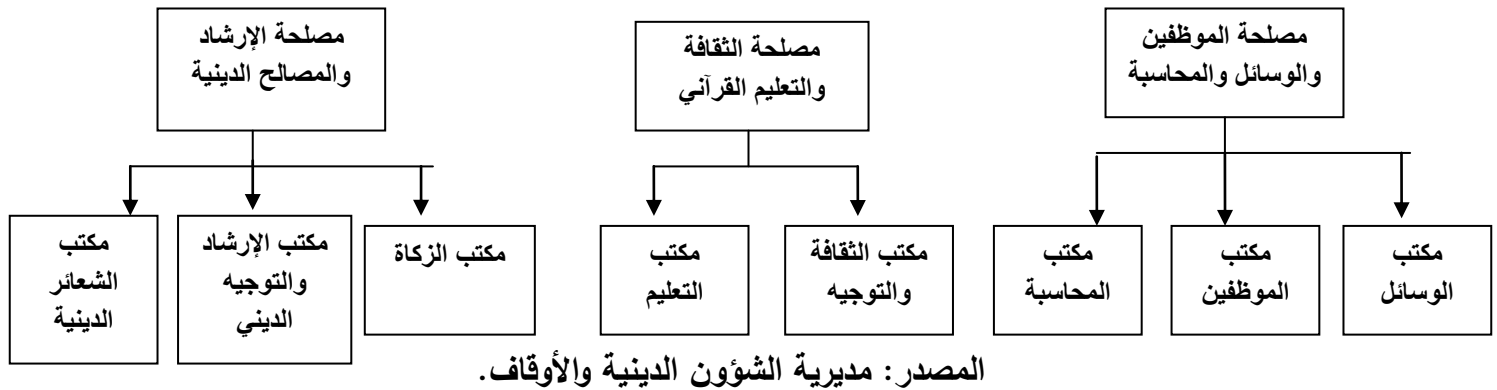 مصلحة الموظفين
والوسائل والمحاسبة
مصلحة الثقافة
والتعليم القرآني
مصلحة الإرشاد
والمصالح الدينية
مكتب
الوسائل
مكتب
الموظفين
مكتب
المحاسبة
مكتب الثقافة
والتوجيه
مكتب
التعليم
مكتب الزكاة
مكتب الإرشاد
والتوجيه
الديني
مكتب
الشعائر
الدينية
المصدر: مديرية الشؤون الدينية والأوقاف.